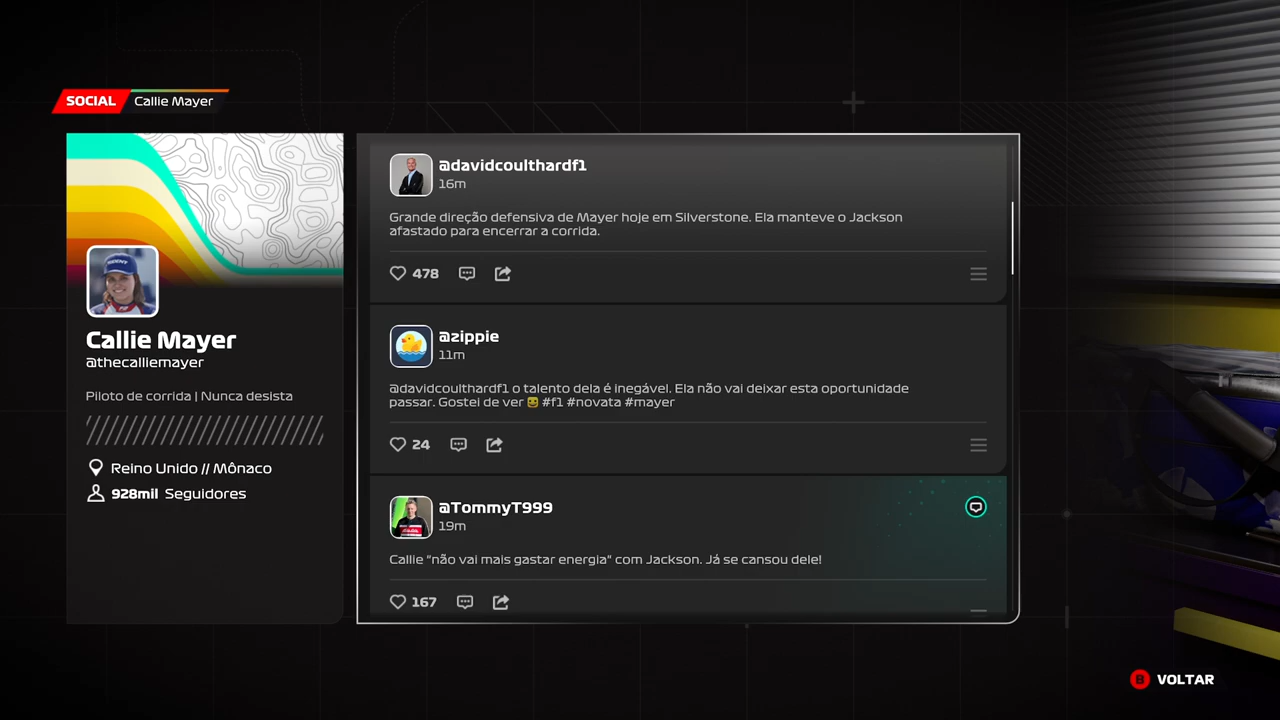 SOCIAL Callie Mayer
@davidcoulthardf1
16m
Grande direção defensiva de Mayer hoje em Silverstone. Ela manteve o Jackson
afastado para encerrar a corrida.
478
@zippie
11m
@davidcoulthardf1 o talento dela é inegável. Ela não vai deixar esta oportunidade
passar. Gostei de ver 😀 #f1 #novata #mayer
24
@TommyT999
19m
Callie "não vai mais gastar energia" com Jackson. Já se cansou dele!
167
TRIDENT
Callie Mayer
@thecalliemayer
Piloto de corrida | Nunca desista
Reino Unido // Mônaco
928mil Seguidores
B VOLTAR